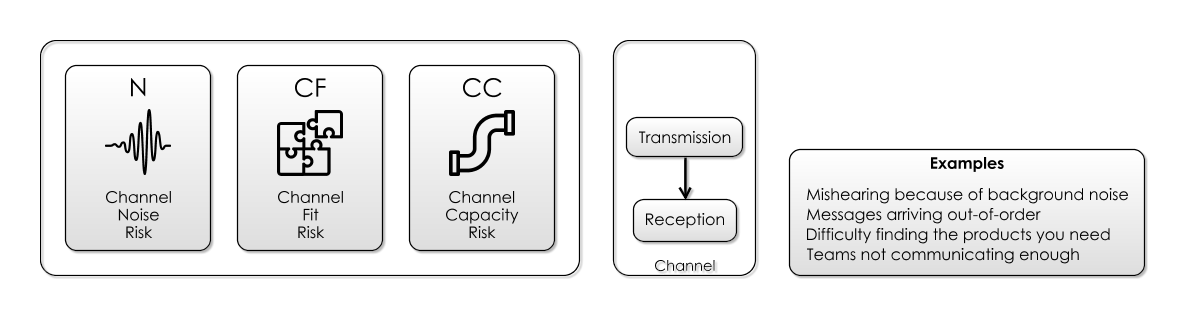 N
Channel
Noise
Risk
CF
Channel
Fit
Risk
CC
Channel
Capacity
Risk
Transmission
Reception
Channel
Examples
Mishearing because of background noise
Messages arriving out-of-order
Difficulty finding the products you need
Teams not communicating enough